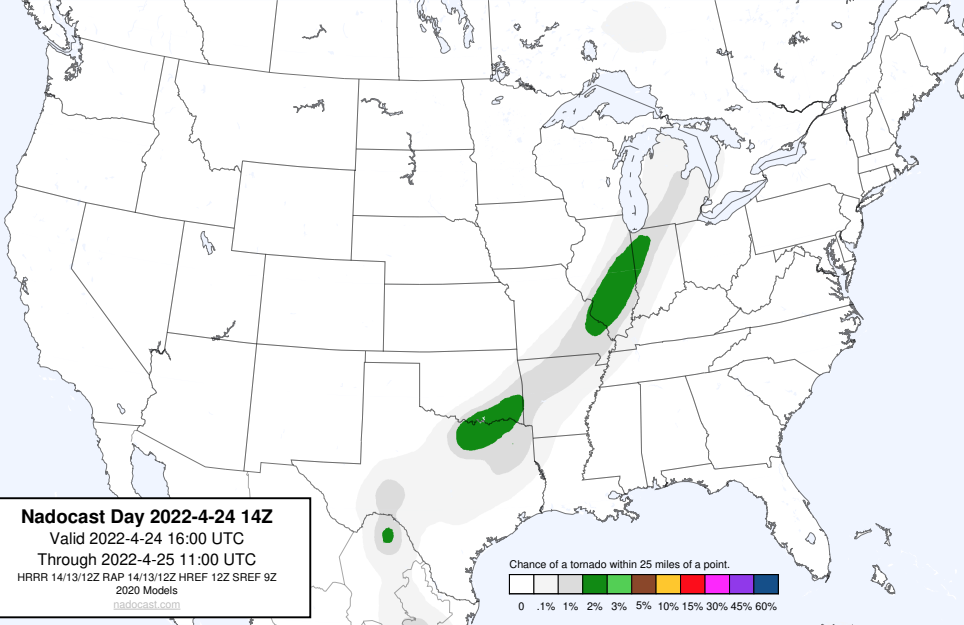 Nadocast Day 2022-4-24 14Z
Valid 2022-4-24 16:00 UTC
Through 2022-4-25 11:00 UTC
HRRR 14/13/12Z RAP 14/13/12Z HREF 12Z SREF 9Z
2020 Models
nadocast.com
Chance of a tornado within 25 miles of a point.
0 .1% 1% 2% 3% 5% 10% 15% 30% 45% 60%